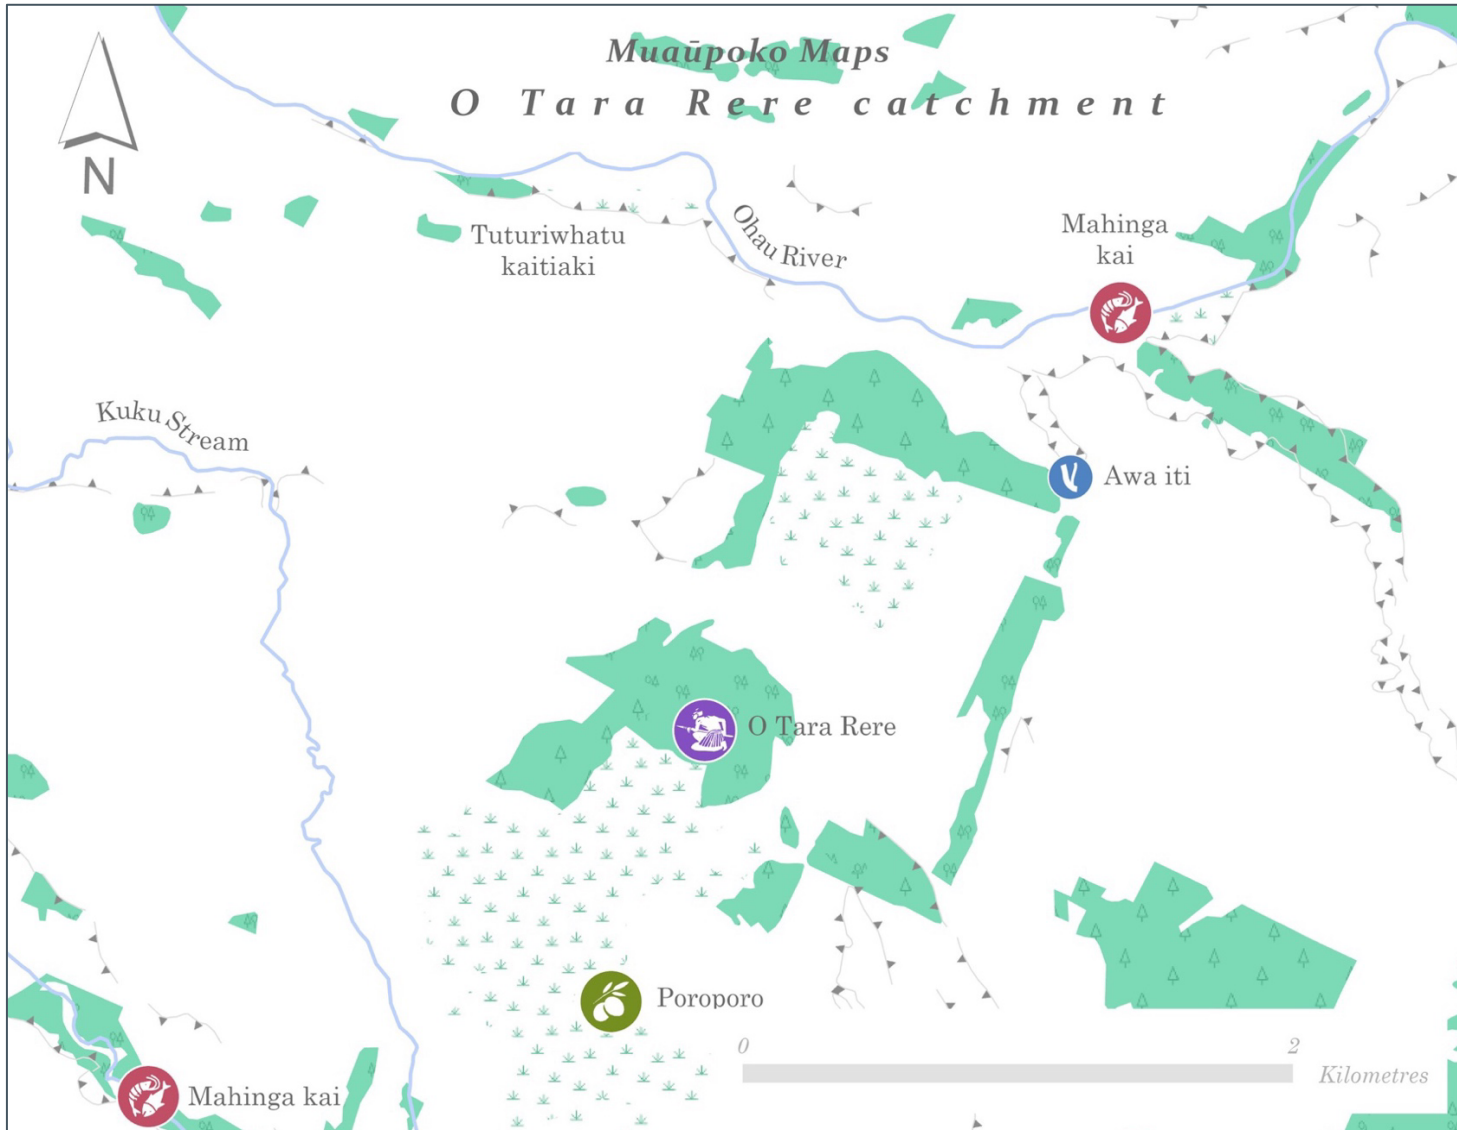 Muaūpoko Maps
O Tara Rere catchment
N
Tuturiwhatu
kaitiaki
Ohau River
Mahinga
kai
Kuku Stream
Awa iti
O Tara Rere
Poroporo
0 2
Kilometres
Mahinga kai